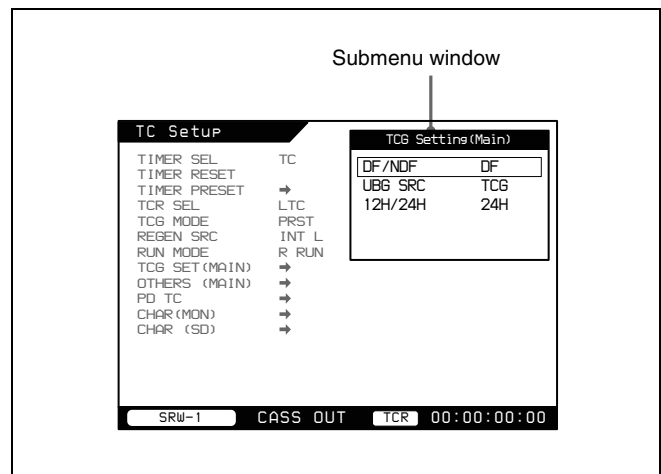 Submenu window
TC Setup
TIMER SEL TC
TIMER RESET
TIMER PRESET ➔
TCR SEL LTC
TCG MODE PRST
REGEN SRC INT L
RUN MODE R RUN
TCG SET(MAIN) ➔
OTHERS (MAIN) ➔
PD TC ➔
CHAR(MON) ➔
CHAR (SD) ➔
TCG Setting(Main)
DF/NDF DF
UBG SRC TCG
12H/24H 24H
SRW-1 CASS OUT TCR 00:00:00:00